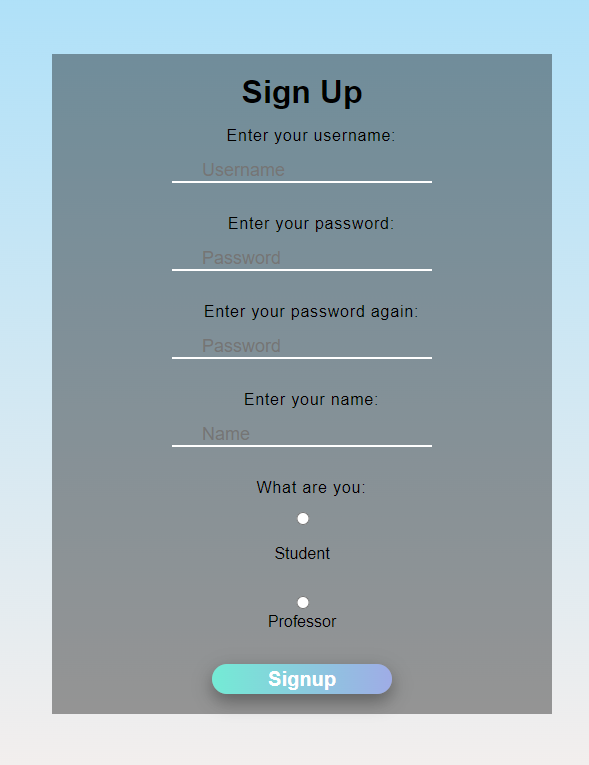 Sign Up
Enter your username:
Username
Enter your password:
Password
Enter your password again:
Password
Enter your name:
Name
What are you:
Student
Professor
Signup